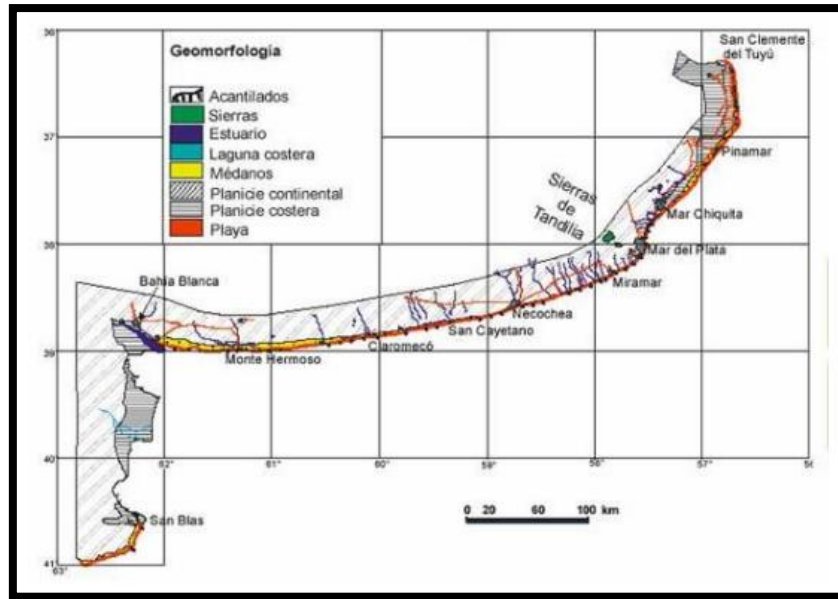 36
37
38
39
40
41
Geomorfología
Acantilados
Sierras
Estuario
Laguna costera
Médanos
Planicie continental
Planicie costera
Playa
San Clemente
del Tuyú
Pinamar
Sierras
de
Tandilia
Mar Chiquita
Mar del Plata
Miramar
Necochea
San Cayetano
Claromecó
Monte Hermoso
Bahía Blanca
San Blas
63°
62°
61°
60°
59°
58°
57°
0 20 60 100 km